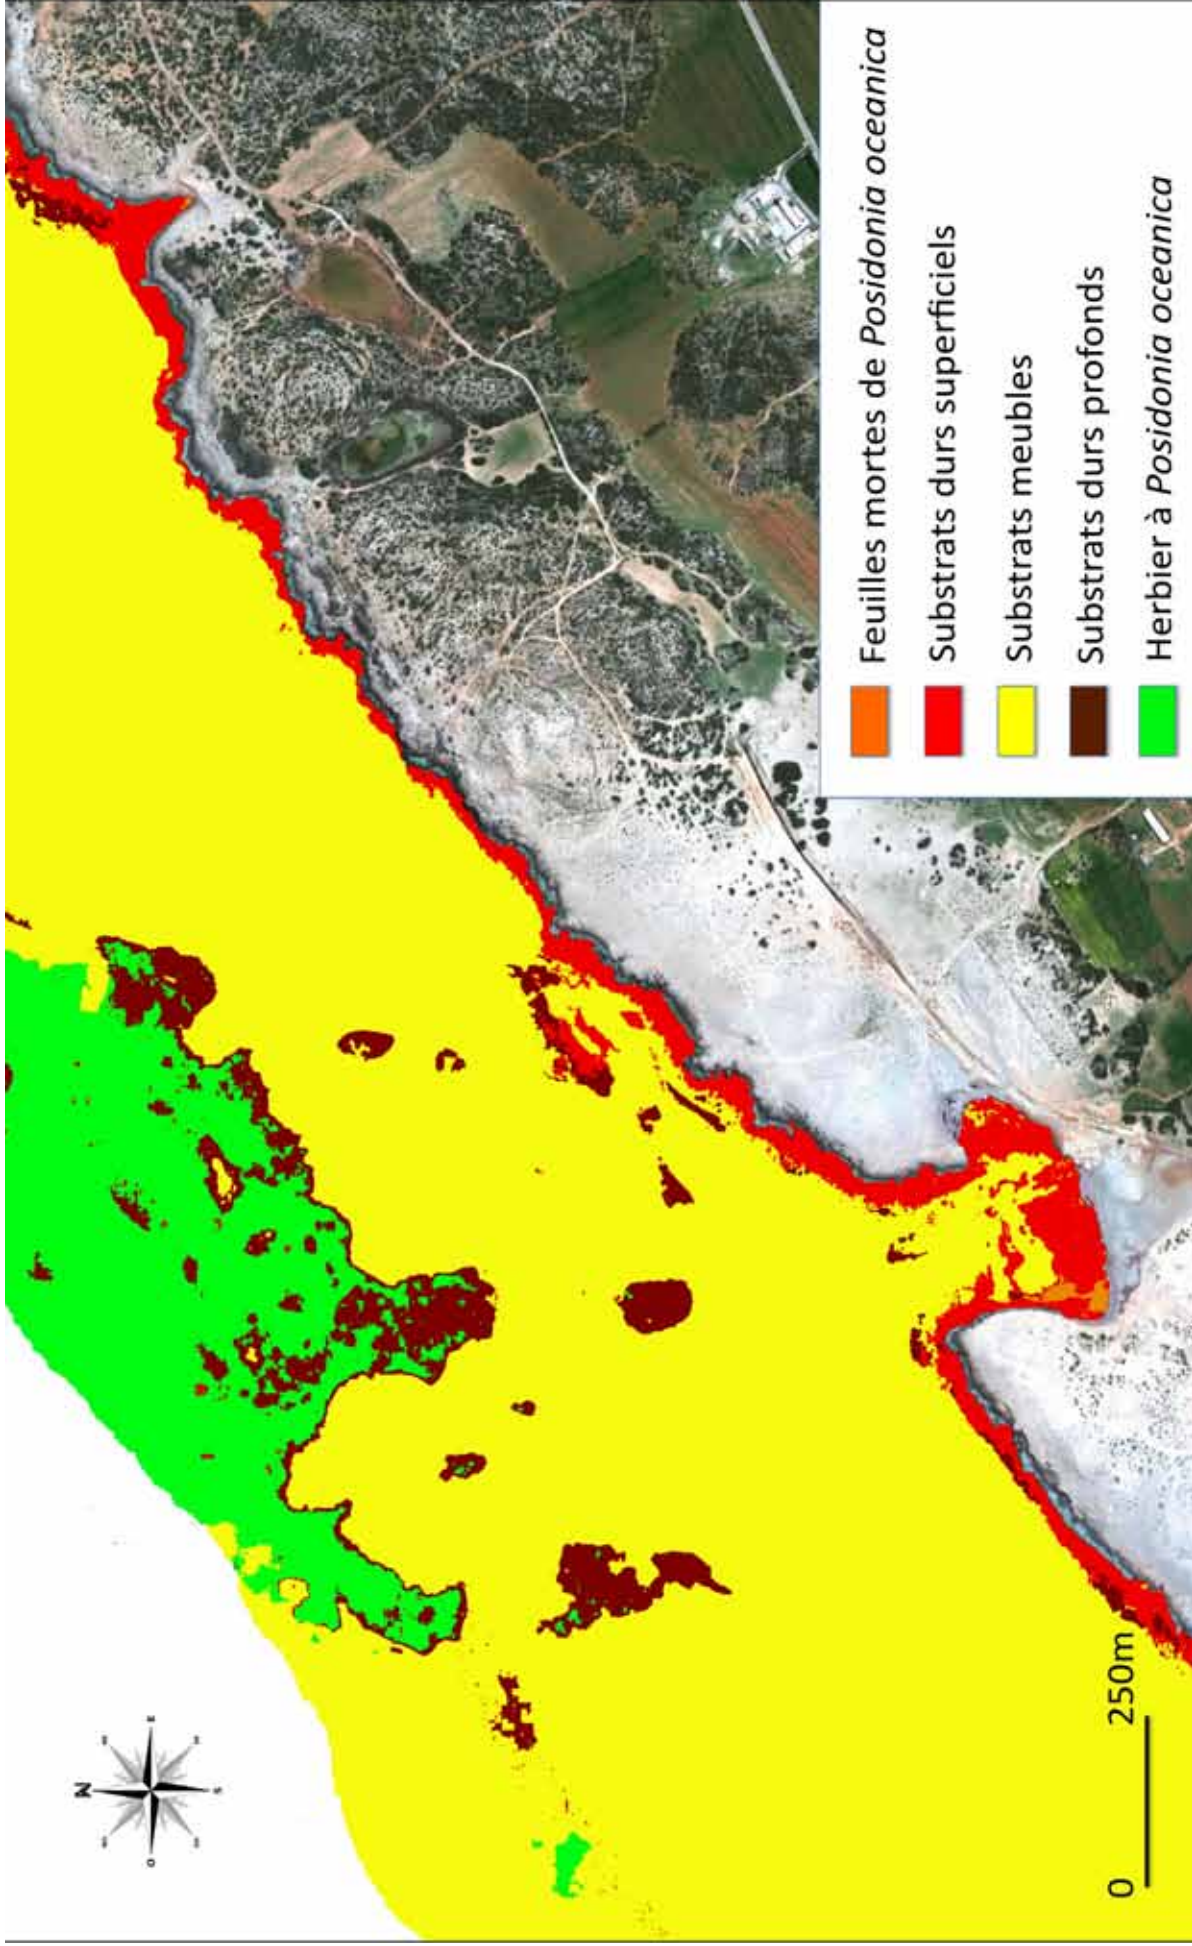 N
O
E
S
0 250m
Feuilles mortes de Posidonia oceanica
Substrats durs superficiels
Substrats meubles
Substrats durs profonds
Herbier à Posidonia oceanica